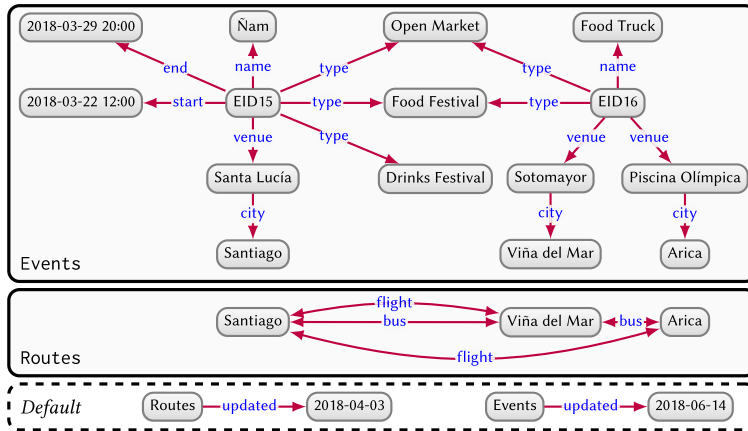 2018-03-29 20:00 Ñam Open Market Food Truck
end name type type name
2018-03-22 12:00 start EID15 type Food Festival type EID16
venue type venue venue
Santa Lucía Drinks Festival Sotomayor Piscina Olímpica
city city city
Santiago Viña del Mar Arica
Events
flight
Santiago bus Viña del Mar bus Arica
flight
Routes
Default Routes updated 2018-04-03 Events updated 2018-06-14